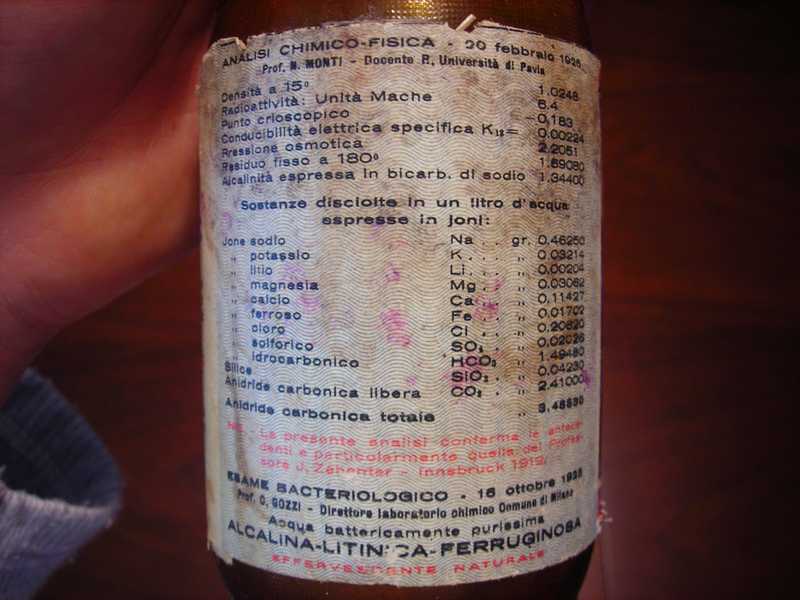 ANALISI CHIMICO-FISICA - 20 febbraio 1926
Prof. N. MONTI - Docente R. Università di Pavia
Densità a 15° 1.0248
Radioattività: Unità Mache 6.4
Punto crioscopico -0,183
Conducibilità elettrica specifica K18= 0.00224
Pressione osmotica 2.2051
Residuo fisso a 180° 1.69080
Alcalinità espressa in bicarb. di sodio 1.34400
Sostanze disciolte in un litro d'acqua
espresse in joni:
Jone sodio Na . . gr. 0,46250
" potassio K . . . " 0,03214
" litio Li . . . " 0,00204
" magnesia Mg . . " 0,03062
" calcio Ca . . " 0,11427
" ferroso Fe . . " 0,01702
" cloro Cl . . " 0,20620
" solforico SO4 . " 0,02026
" idrocarbonico HCO3 " 1,49480
Silice SiO2 . " 0,04230
Anidride carbonica libera CO2 . " 2,41000
Anidride carbonica totale " 3,48830
NB. - La presente analisi conferma le antece-
denti e particolarmente quella del Profes-
sore J. Zehenter - Innsbruck 1912.
ESAME BACTERIOLOGICO - 16 ottobre 1928
Prof. O. GOZZI - Direttore laboratorio chimico Onmune di Milano
Acqua battericamente purissima
ALCALINA-LITINICA-FERRUGINOSA
EFFERVESCENTE NATURALE